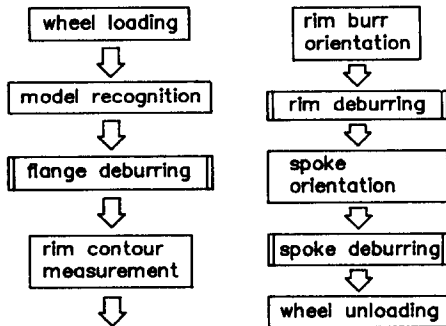 wheel loading
model recognition
flange deburring
rim contour
measurement
rim burr
orientation
rim deburring
spoke
orientation
spoke deburring
wheel unloading